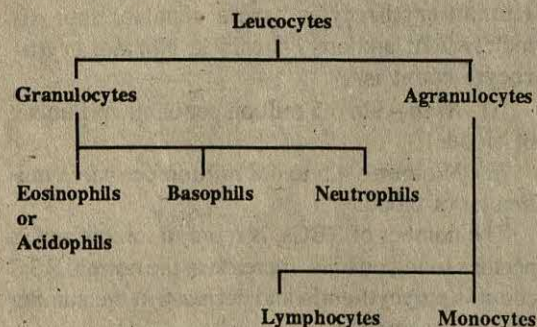 Leucocytes
Granulocytes
Agranulocytes
Eosinophils
or
Acidophils
Basophils
Neutrophils
Lymphocytes
Monocytes